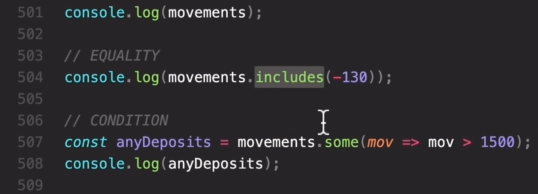 501 console.log(movements);
502
503 // EQUALITY
504 console.log(movements.includes(-130));
505
506 // CONDITION
507 const anyDeposits = movements.some(mov => mov > 1500);
508 console.log(anyDeposits);
509